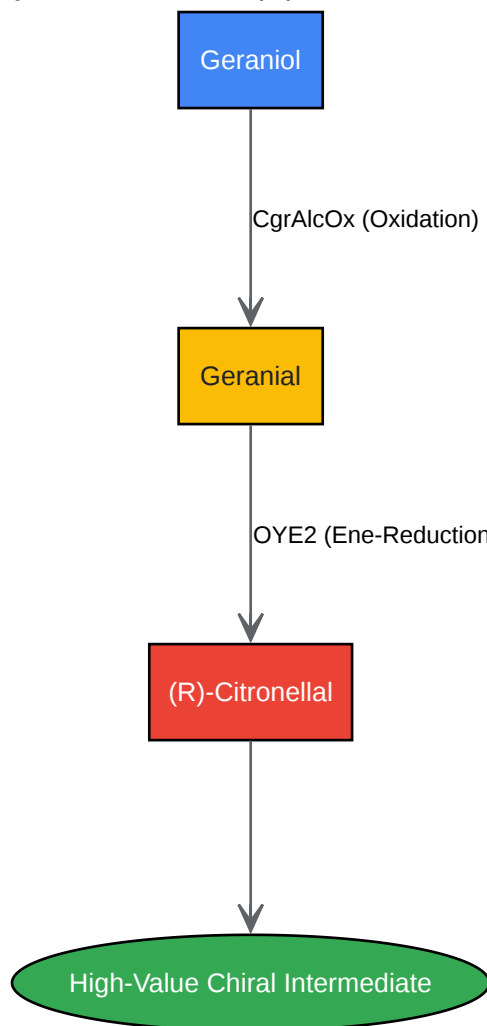 Geraniol
CgrAlcOx (Oxidation)
Geranial
OYE2 (Ene-Reduction
(R)-Citronellal
High-Value Chiral Intermediate